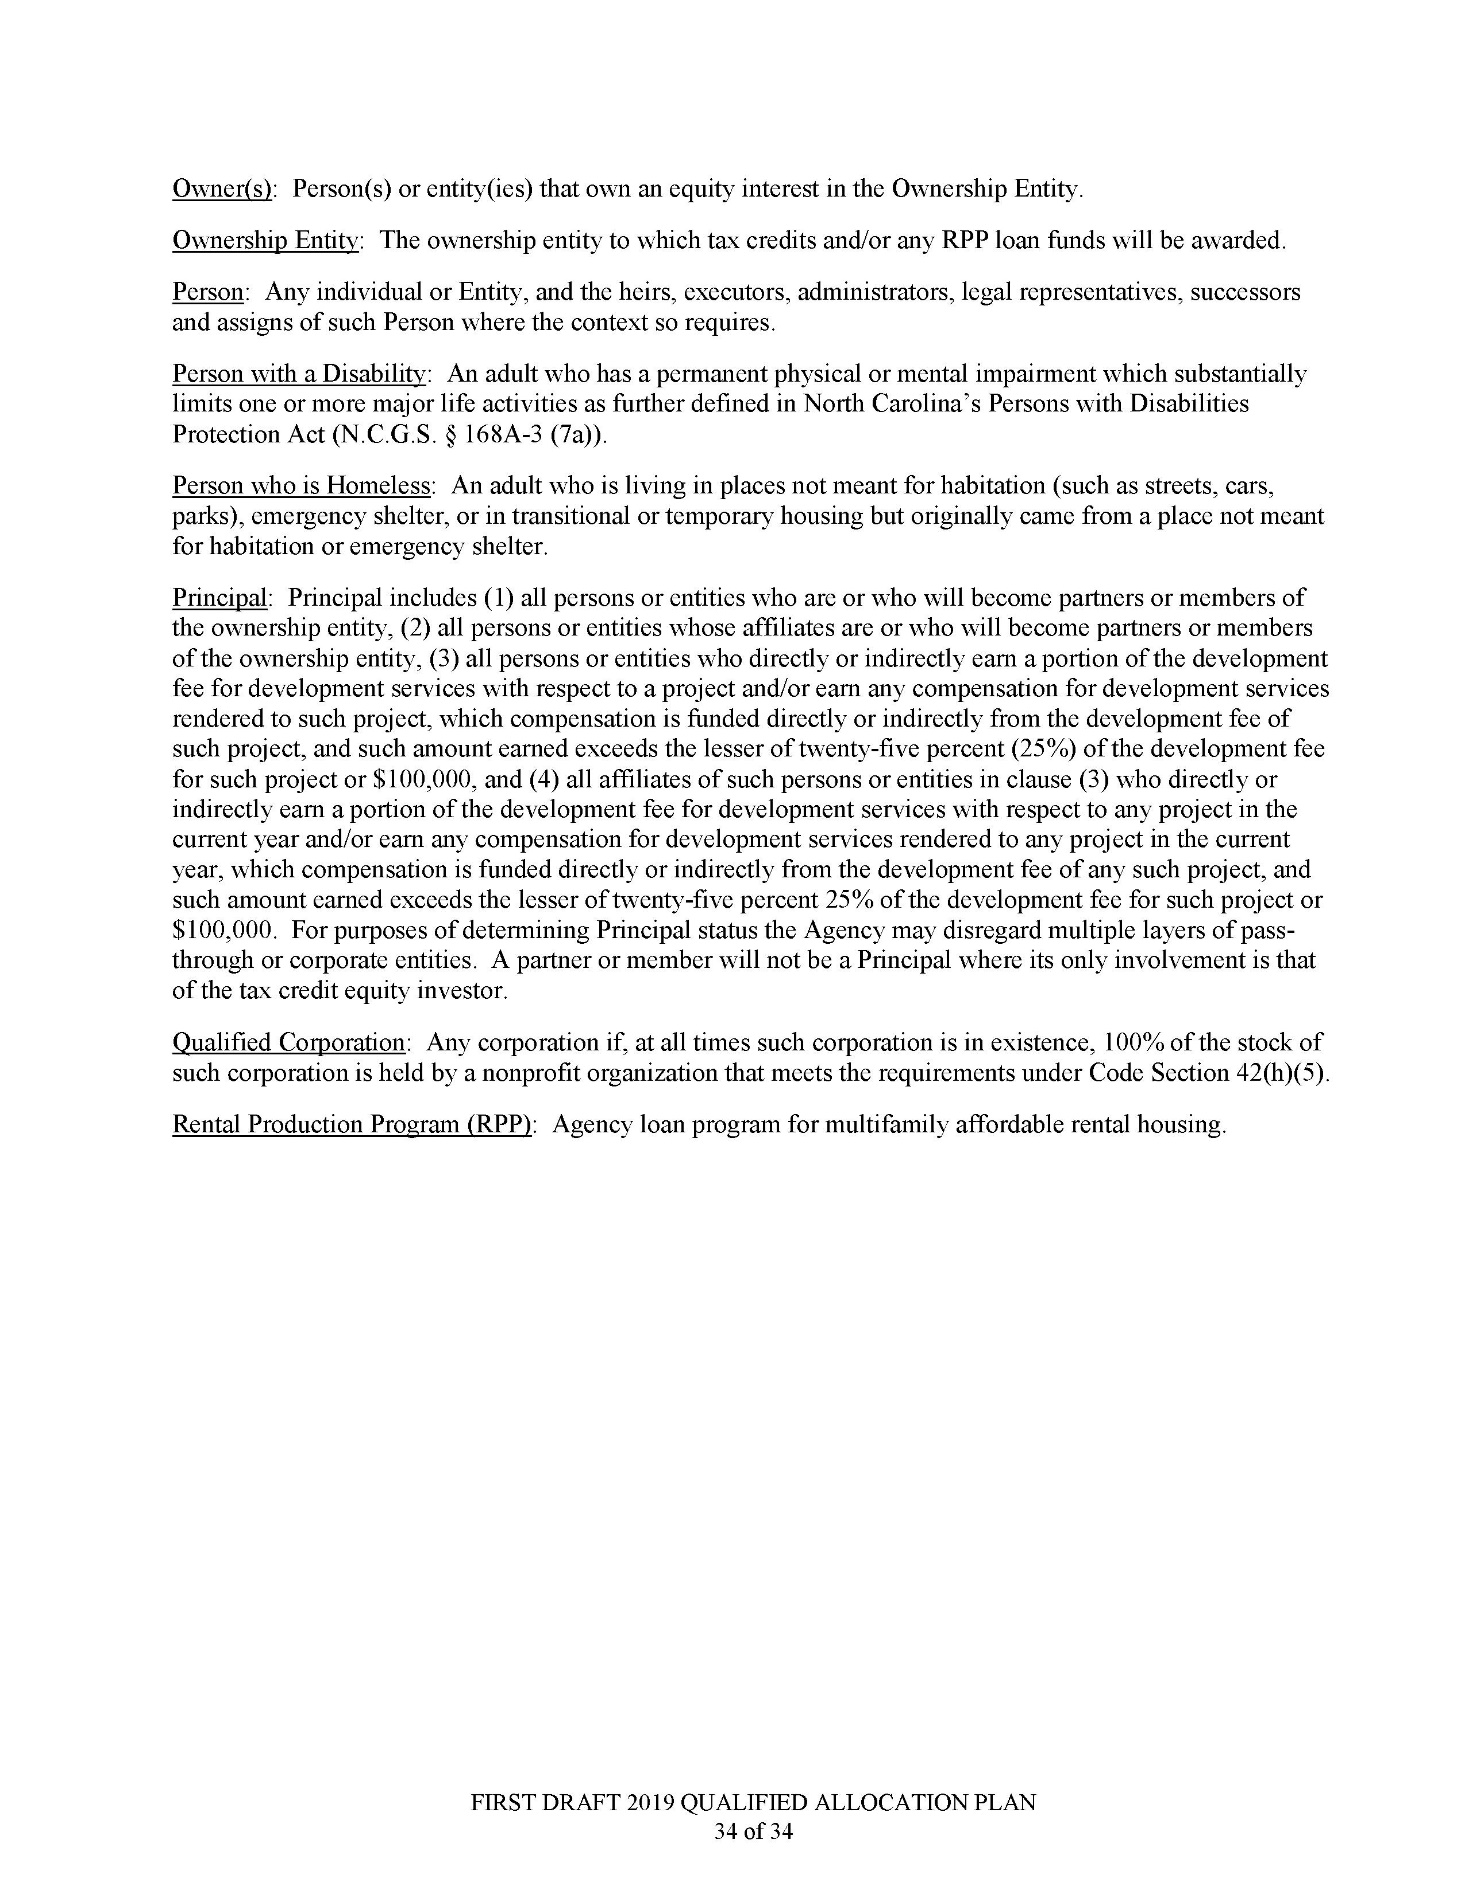 Owner(s):  Person(s) or entity(ies) that own an equity interest in the Ownership Entity.
Ownership Entity:  The ownership entity to which tax credits and/or any RPP loan funds will be awarded.
Person:  Any individual or Entity, and the heirs, executors, administrators, legal representatives, successors
and assigns of such Person where the context so requires.
Person with a Disability:  An adult who has a permanent physical or mental impairment which substantially
limits one or more major life activities as further defined in North Carolina’s Persons with Disabilities
Protection Act (N.C.G.S. § 168A-3 (7a)).
Person who is Homeless:  An adult who is living in places not meant for habitation (such as streets, cars,
parks), emergency shelter, or in transitional or temporary housing but originally came from a place not meant
for habitation or emergency shelter.
Principal:  Principal includes (1) all persons or entities who are or who will become partners or members of
the ownership entity, (2) all persons or entities whose affiliates are or who will become partners or members
of the ownership entity, (3) all persons or entities who directly or indirectly earn a portion of the development
fee for development services with respect to a project and/or earn any compensation for development services
rendered to such project, which compensation is funded directly or indirectly from the development fee of
such project, and such amount earned exceeds the lesser of twenty-five percent (25%) of the development fee
for such project or $100,000, and (4) all affiliates of such persons or entities in clause (3) who directly or
indirectly earn a portion of the development fee for development services with respect to any project in the
current year and/or earn any compensation for development services rendered to any project in the current
year, which compensation is funded directly or indirectly from the development fee of any such project, and
such amount earned exceeds the lesser of twenty-five percent 25% of the development fee for such project or
$100,000.  For purposes of determining Principal status the Agency may disregard multiple layers of pass-
through or corporate entities.  A partner or member will not be a Principal where its only involvement is that
of the tax credit equity investor.
Qualified Corporation:  Any corporation if, at all times such corporation is in existence, 100% of the stock of
such corporation is held by a nonprofit organization that meets the requirements under Code Section 42(h)(5).
Rental Production Program (RPP):  Agency loan program for multifamily affordable rental housing.
FIRST DRAFT 2019 QUALIFIED ALLOCATION PLAN
34 of 34